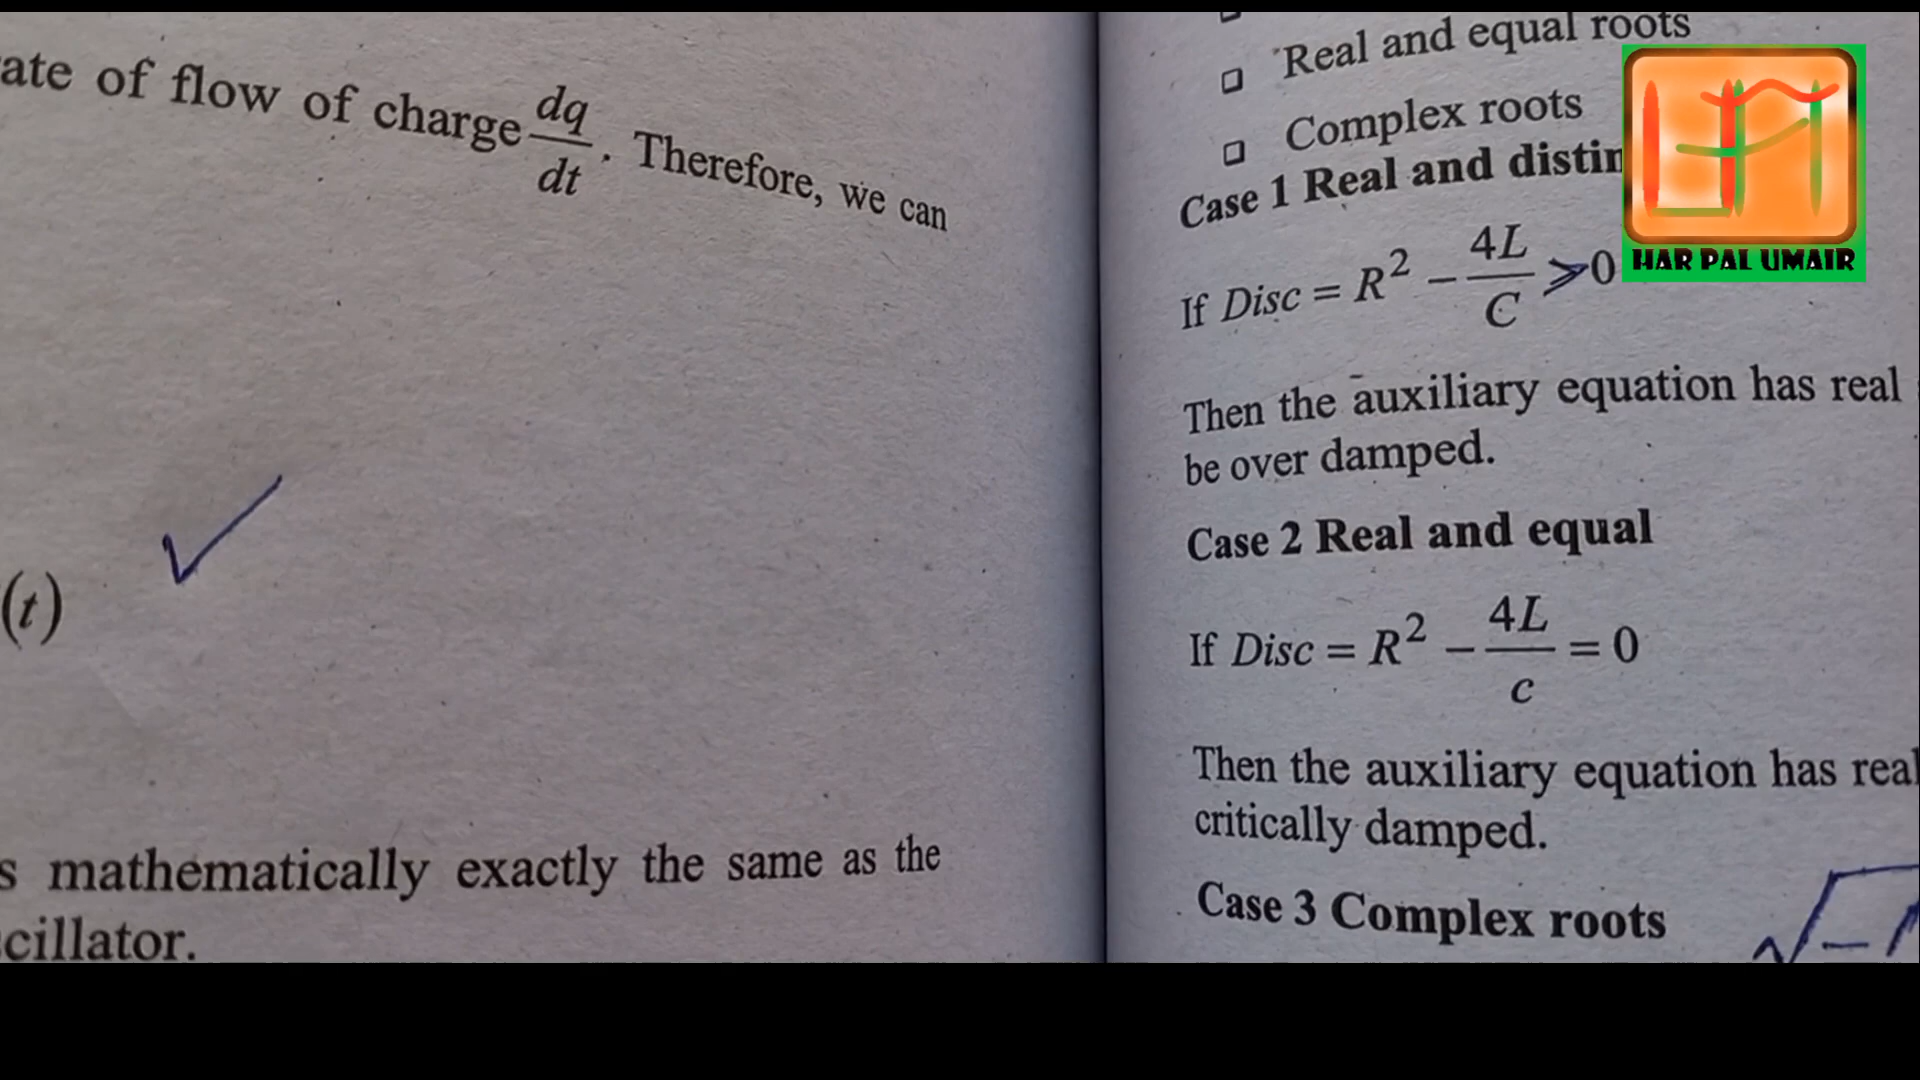 ate of flow of charge dq/dt. Therefore, we can
(t)
s mathematically exactly the same as the
cillator.
Real and equal roots
Complex roots
Case 1 Real and distin
If Disc = R² − 4L/C > 0
Then the auxiliary equation has real
be over damped.
Case 2 Real and equal
If Disc = R² − 4L/c = 0
Then the auxiliary equation has real
critically damped.
Case 3 Complex roots
√−1
HAR PAL UMAIR